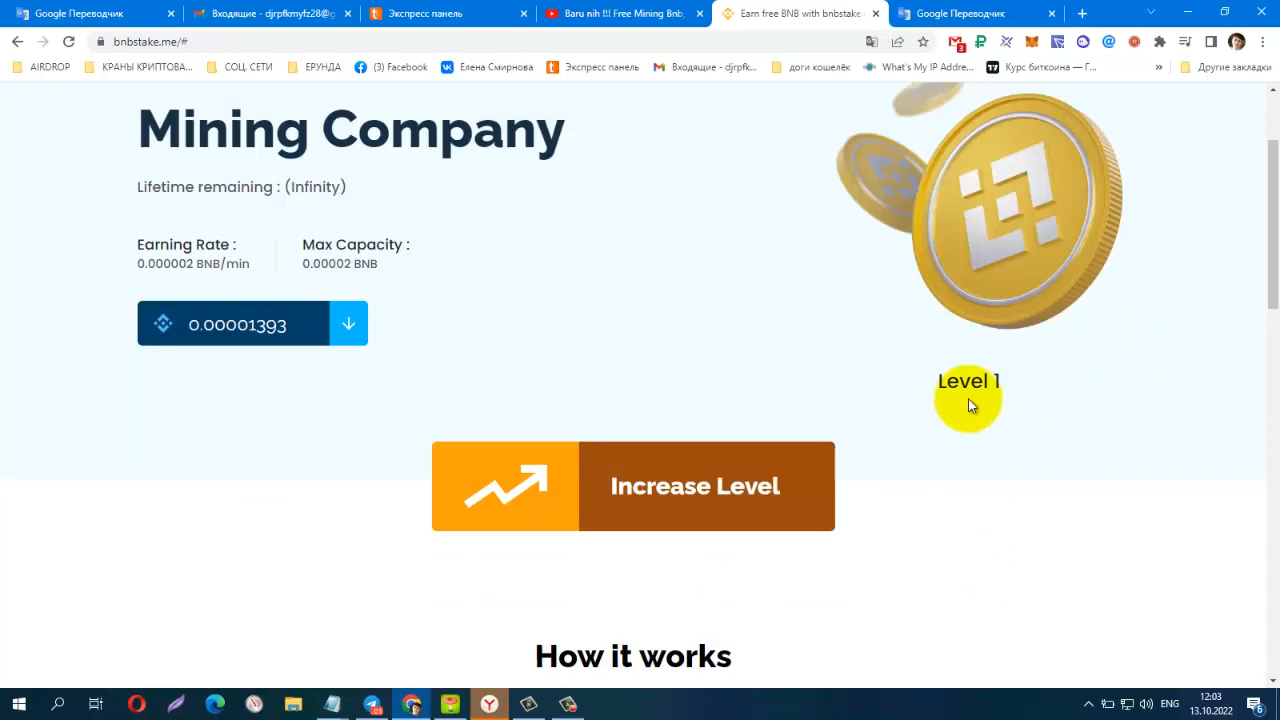 Google Переводчик
Входящие - djrpfkmyfz28@g
Экспресс панель
Baru nih !!! Free Mining Bnb,
Earn free BNB with bnbstake
Google Переводчик
bnbstake.me/#
3
AIRDROP
КРАНЫ КРИПТОВА...
СОЦ. СЕТИ
ЕРУНДА
(3) Facebook
Елена Смирнова
Экспресс панель
Входящие - djrpfk...
доги кошелёк
What's My IP Addre...
Курс биткоина — Г...
»
Другие закладки
Mining Company
Lifetime remaining : (Infinity)
Earning Rate :
Max Capacity :
0.000002 BNB/min
0.00002 BNB
0.00001393
Level 1
Increase Level
How it works
ENG
12:03
13.10.2022
6